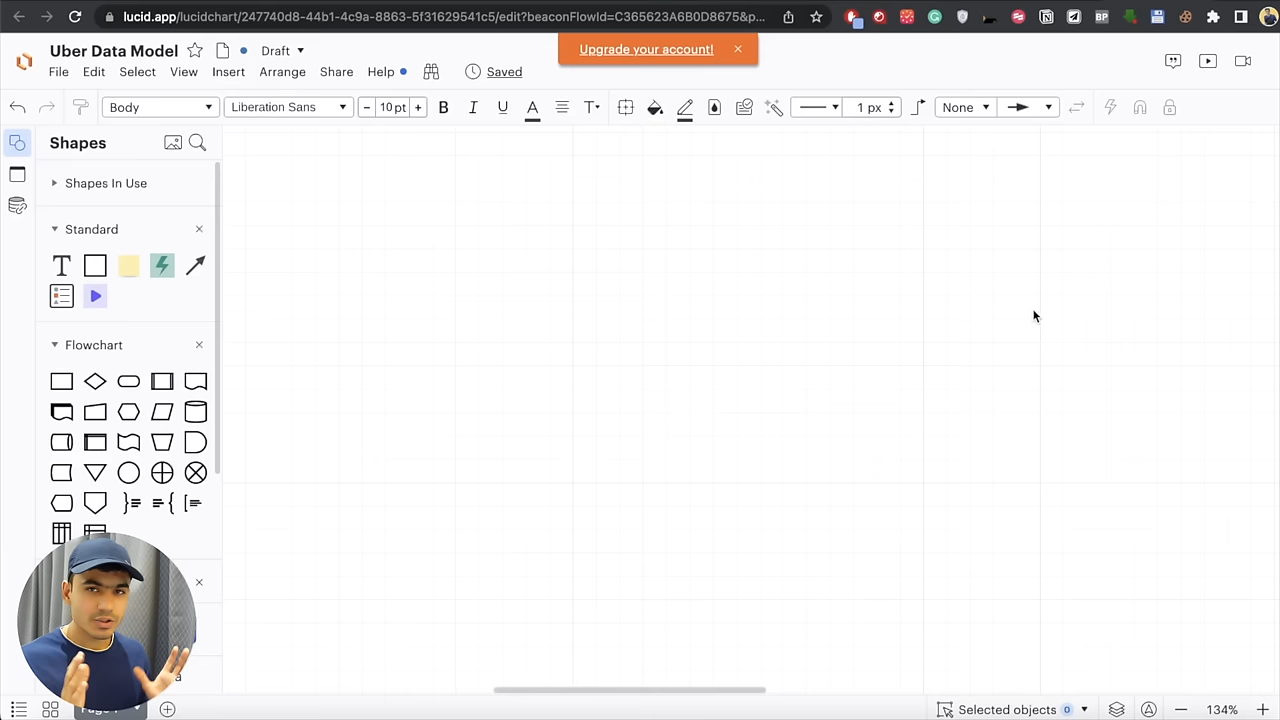 lucid.app/lucidchart/247740d8-44b1-4c9a-8863-5f31629541c5/edit?beaconFlowId=C365623A6B0D8675&p...
BP
Uber Data Model
Draft
Upgrade your account!
File Edit Select View Insert Arrange Share Help
Saved
Body
Liberation Sans
10 pt
B I U A T
1 px
None
Shapes
Shapes In Use
Standard
T
Flowchart
Selected objects 0
134%